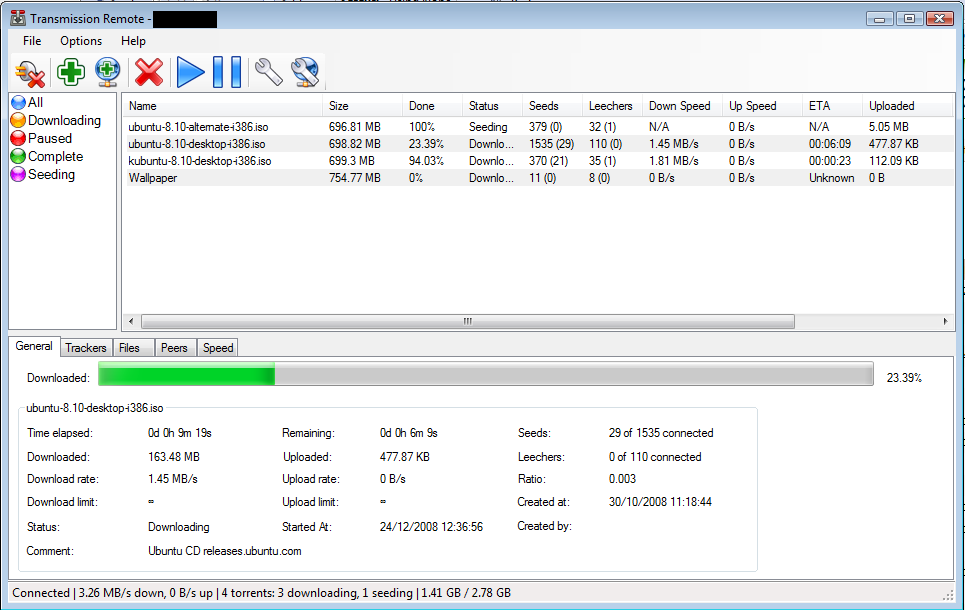 Transmission Remote -
File Options Help
All
Downloading
Paused
Complete
Seeding
Name Size Done Status Seeds Leechers Down Speed Up Speed ETA Uploaded
ubuntu-8.10-alternate-i386.iso 696.81 MB 100% Seeding 379 (0) 32 (1) N/A 0 B/s N/A 5.05 MB
ubuntu-8.10-desktop-i386.iso 698.82 MB 23.39% Downlo... 1535 (29) 110 (0) 1.45 MB/s 0 B/s 00:06:09 477.87 KB
kubuntu-8.10-desktop-i386.iso 699.3 MB 94.03% Downlo... 370 (21) 35 (1) 1.81 MB/s 0 B/s 00:00:23 112.09 KB
Wallpaper 754.77 MB 0% Downlo... 11 (0) 8 (0) 0 B/s 0 B/s Unknown 0 B
General Trackers Files Peers Speed
Downloaded: 23.39%
ubuntu-8.10-desktop-i386.iso
Time elapsed: 0d 0h 9m 19s Remaining: 0d 0h 6m 9s Seeds: 29 of 1535 connected
Downloaded: 163.48 MB Uploaded: 477.87 KB Leechers: 0 of 110 connected
Download rate: 1.45 MB/s Upload rate: 0 B/s Ratio: 0.003
Download limit: ∞ Upload limit: ∞ Created at: 30/10/2008 11:18:44
Status: Downloading Started At: 24/12/2008 12:36:56 Created by:
Comment: Ubuntu CD releases.ubuntu.com
Connected | 3.26 MB/s down, 0 B/s up | 4 torrents: 3 downloading, 1 seeding | 1.41 GB / 2.78 GB